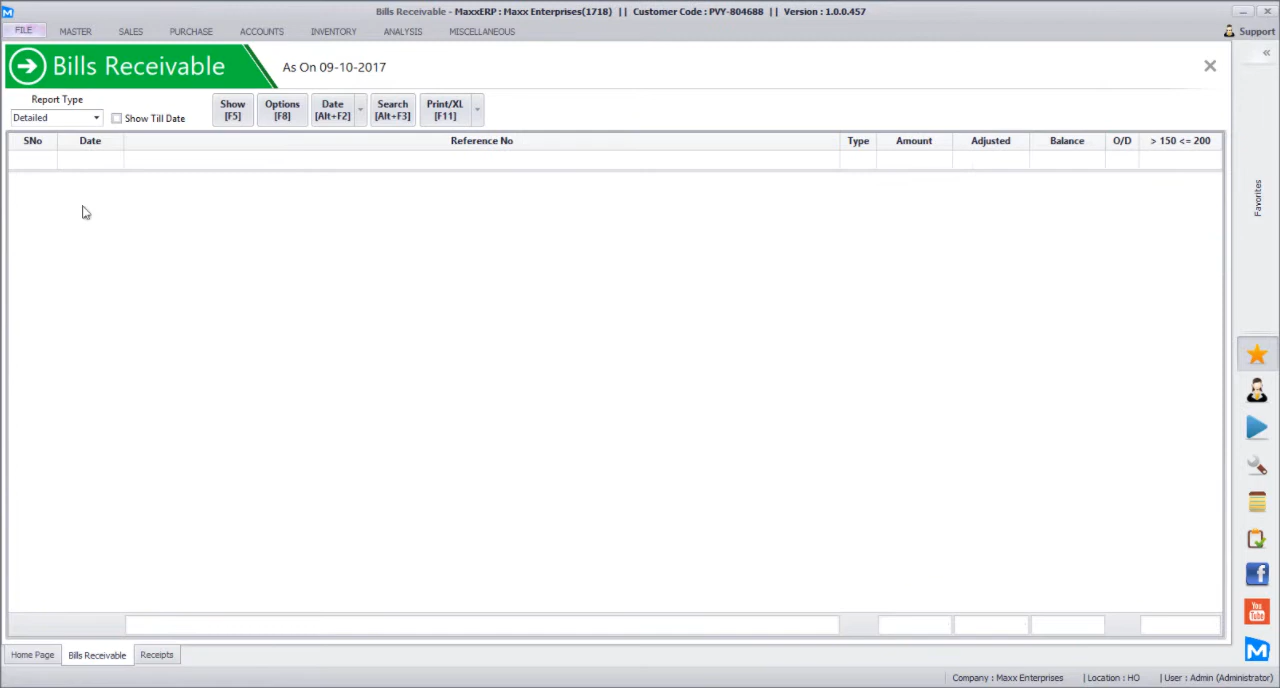 Bills Receivable - MaxxERP : Maxx Enterprises(1718) || Customer Code : PVY-804688 || Version : 1.0.0.457
FILE MASTER SALES PURCHASE ACCOUNTS INVENTORY ANALYSIS MISCELLANEOUS Support
Bills Receivable As On 09-10-2017
Report Type
Detailed Show Till Date
Show [F5]
Options [F8]
Date [Alt+F2]
Search [Alt+F3]
Print/XL [F11]
SNo Date Reference No Type Amount Adjusted Balance O/D > 150 <= 200
Favorites
You Tube
Home Page Bills Receivable Receipts
Company : Maxx Enterprises | Location : HO | User : Admin (Administrator)